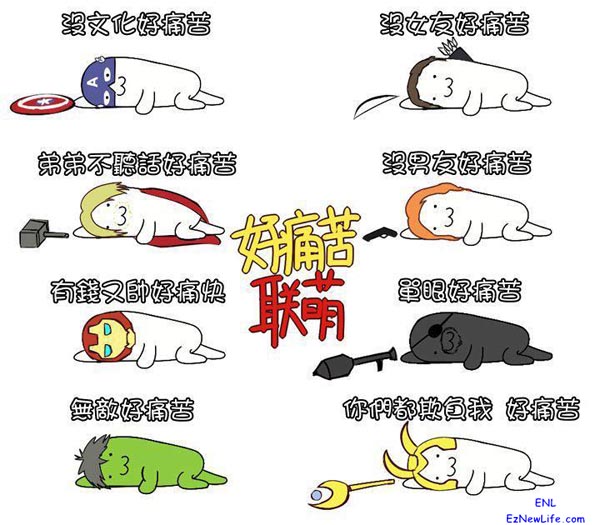 沒文化好痛苦
沒女友好痛苦
A
弟弟不聽話好痛苦
沒男友好痛苦
好痛苦
联萌
有錢又帥好痛快
單眼好痛苦
無敵好痛苦
你們都欺負我 好痛苦
ENL
EzNewLife.com